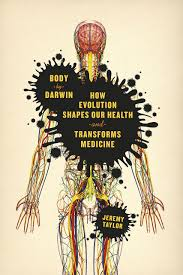 BODY
by
DARWIN
HOW
EVOLUTION
SHAPES OUR HEALTH
and
TRANSFORMS
MEDICINE
JEREMY
TAYLOR